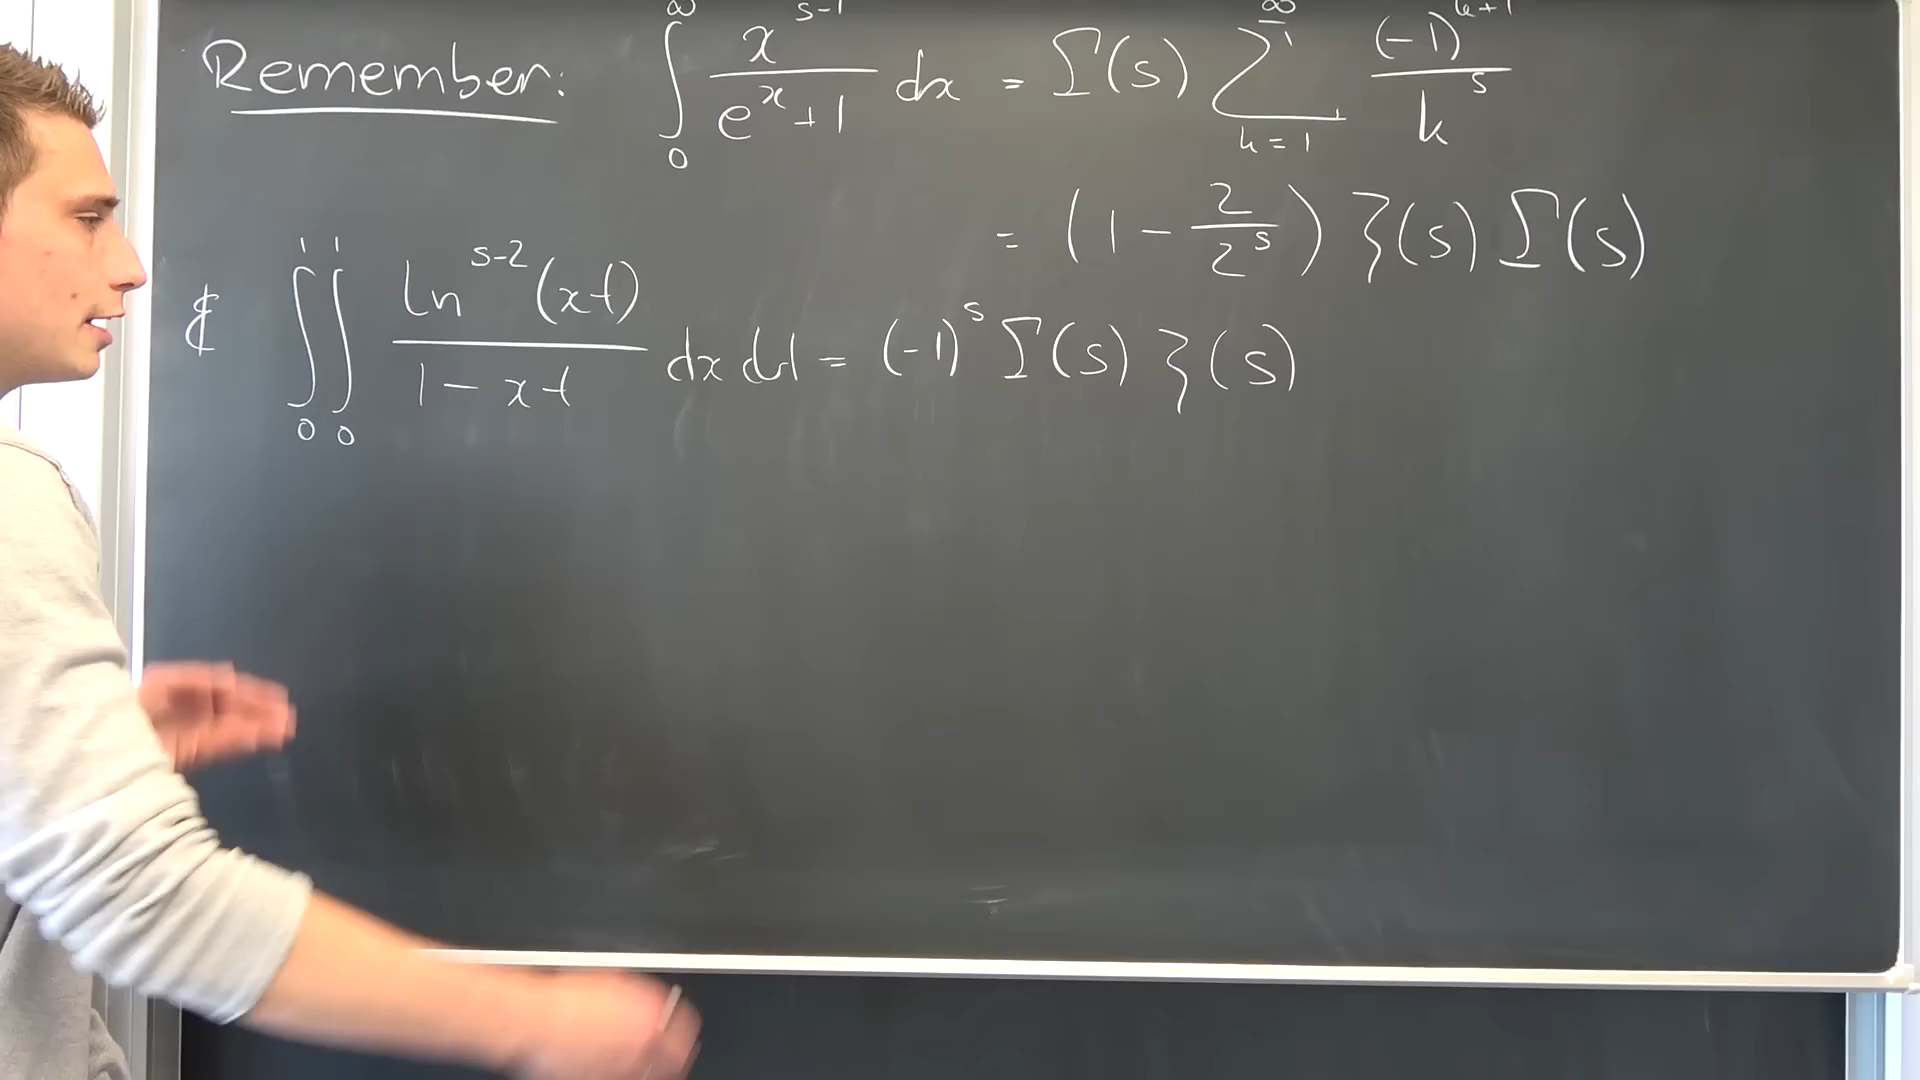 Remember: ∫₀^∞ x^(s-1)/(e^x+1) dx = Γ(s) ∑_(k=1)^∞ (-1)^(k+1)/k^s
= (1 - 2/2^s) ζ(s) Γ(s)
& ∫₀¹∫₀¹ ln^(s-2)(xt)/(1-xt) dx dt = (-1)^s Γ(s) ζ(s)